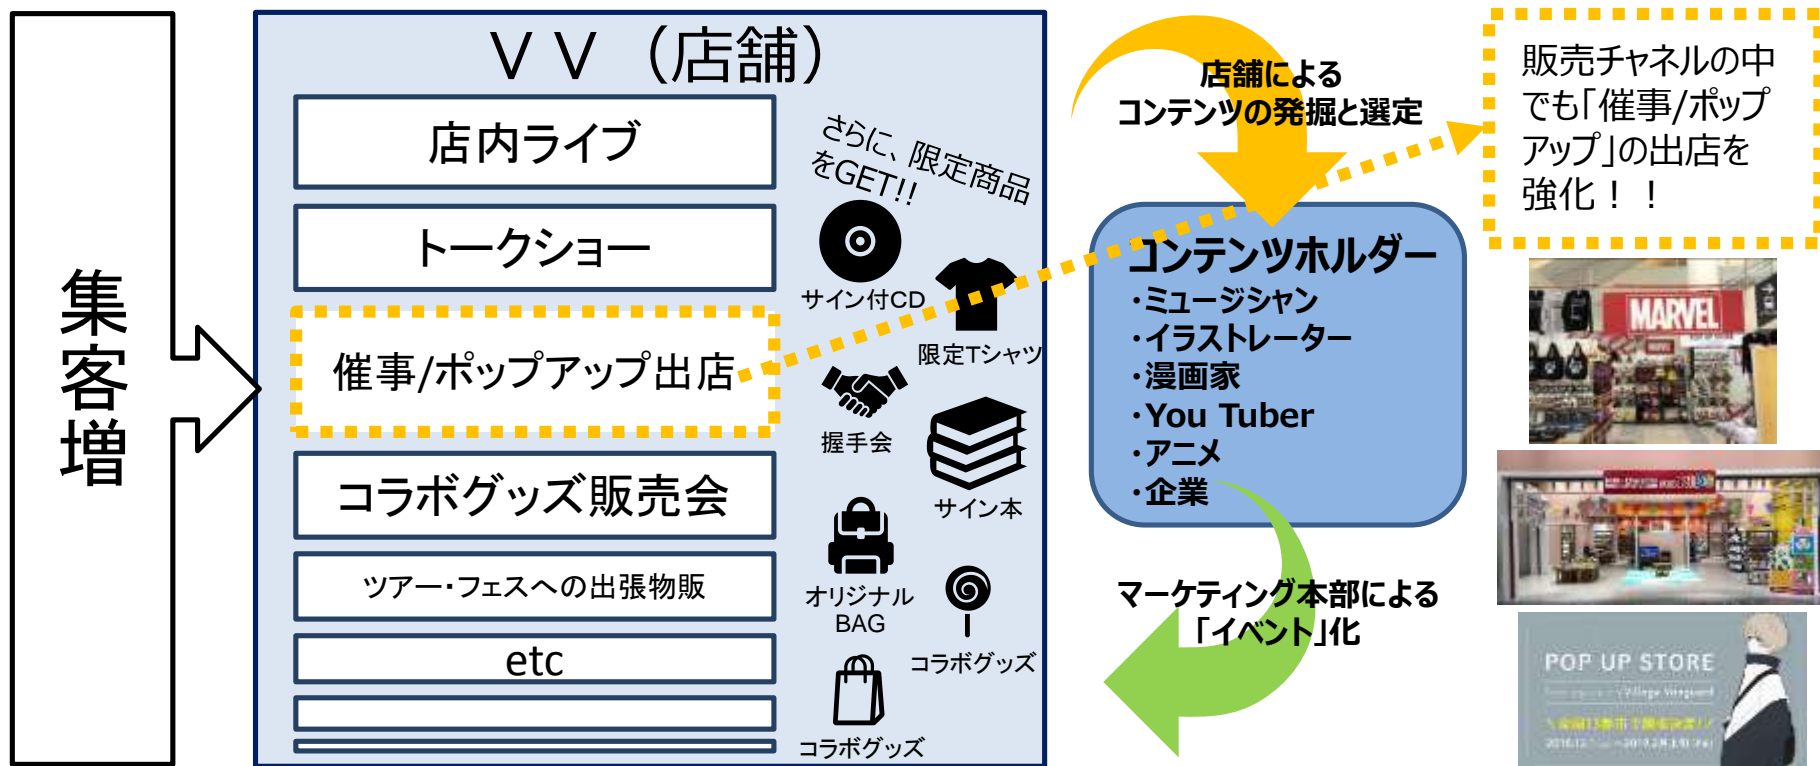 集客増
ＶＶ（店舗）
店内ライブ
トークショー
催事/ポップアップ出店
コラボグッズ販売会
ツアー・フェスへの出張物販
etc
さらに、限定商品
をGET!!
サイン付CD
限定Tシャツ
握手会
サイン本
オリジナル
BAG
コラボグッズ
コラボグッズ
店舗による
コンテンツの発掘と選定
コンテンツホルダー
・ミュージシャン
・イラストレーター
・漫画家
・You Tuber
・アニメ
・企業
マーケティング本部による
「イベント」化
販売チャネルの中
でも「催事/ポップ
アップ」の出店を
強化！！
MARVEL
POP UP STORE
Village Vanguard